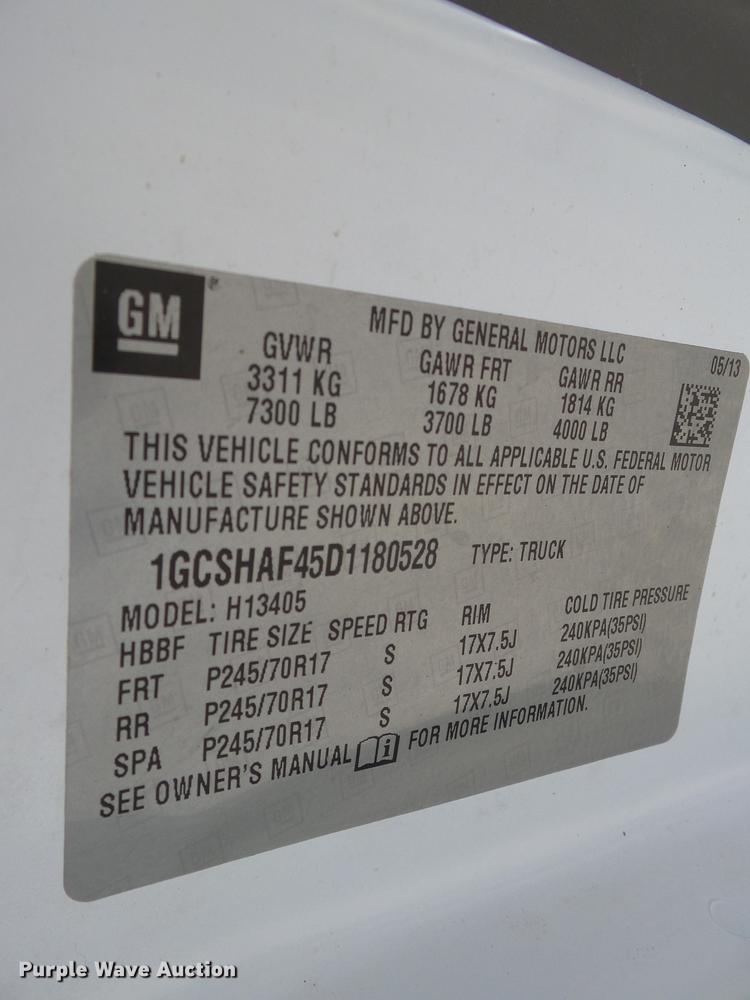 GM
MFD BY GENERAL MOTORS LLC
05/13
GVWR GAWR FRT GAWR RR
3311 KG 1678 KG 1814 KG
7300 LB 3700 LB 4000 LB
THIS VEHICLE CONFORMS TO ALL APPLICABLE U.S. FEDERAL MOTOR
VEHICLE SAFETY STANDARDS IN EFFECT ON THE DATE OF
MANUFACTURE SHOWN ABOVE.
1GCSHAF45D1180528 TYPE: TRUCK
MODEL: H13405
HBBF TIRE SIZE SPEED RTG RIM COLD TIRE PRESSURE
FRT P245/70R17 S 17X7.5J 240KPA(35PSI)
RR P245/70R17 S 17X7.5J 240KPA(35PSI)
SPA P245/70R17 S 17X7.5J 240KPA(35PSI)
SEE OWNER'S MANUAL i FOR MORE INFORMATION.
Purple Wave Auction